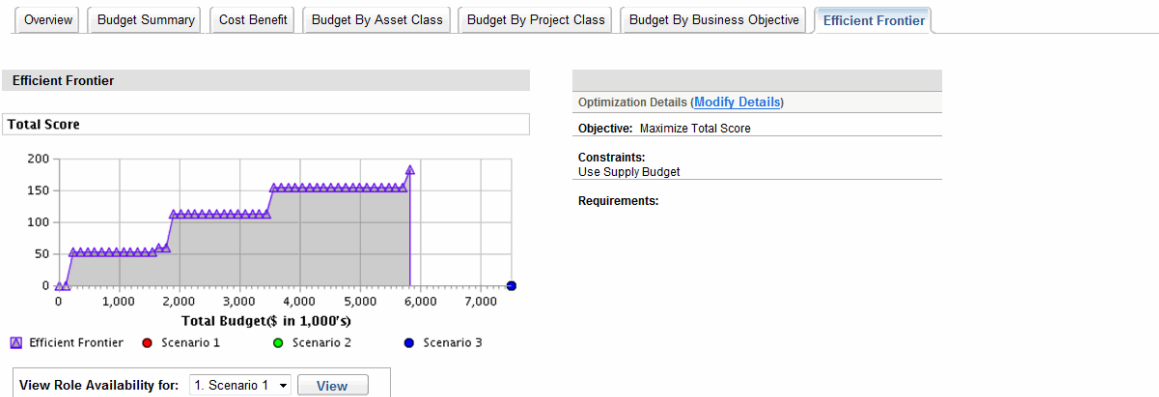 Overview Budget Summary Cost Benefit Budget By Asset Class Budget By Project Class Budget By Business Objective Efficient Frontier
Efficient Frontier
Total Score
200
150
100
50
0
0 1,000 2,000 3,000 4,000 5,000 6,000 7,000
Total Budget($ in 1,000's)
Efficient Frontier Scenario 1 Scenario 2 Scenario 3
View Role Availability for: 1. Scenario 1 View
Optimization Details (Modify Details)
Objective: Maximize Total Score
Constraints:
Use Supply Budget
Requirements: